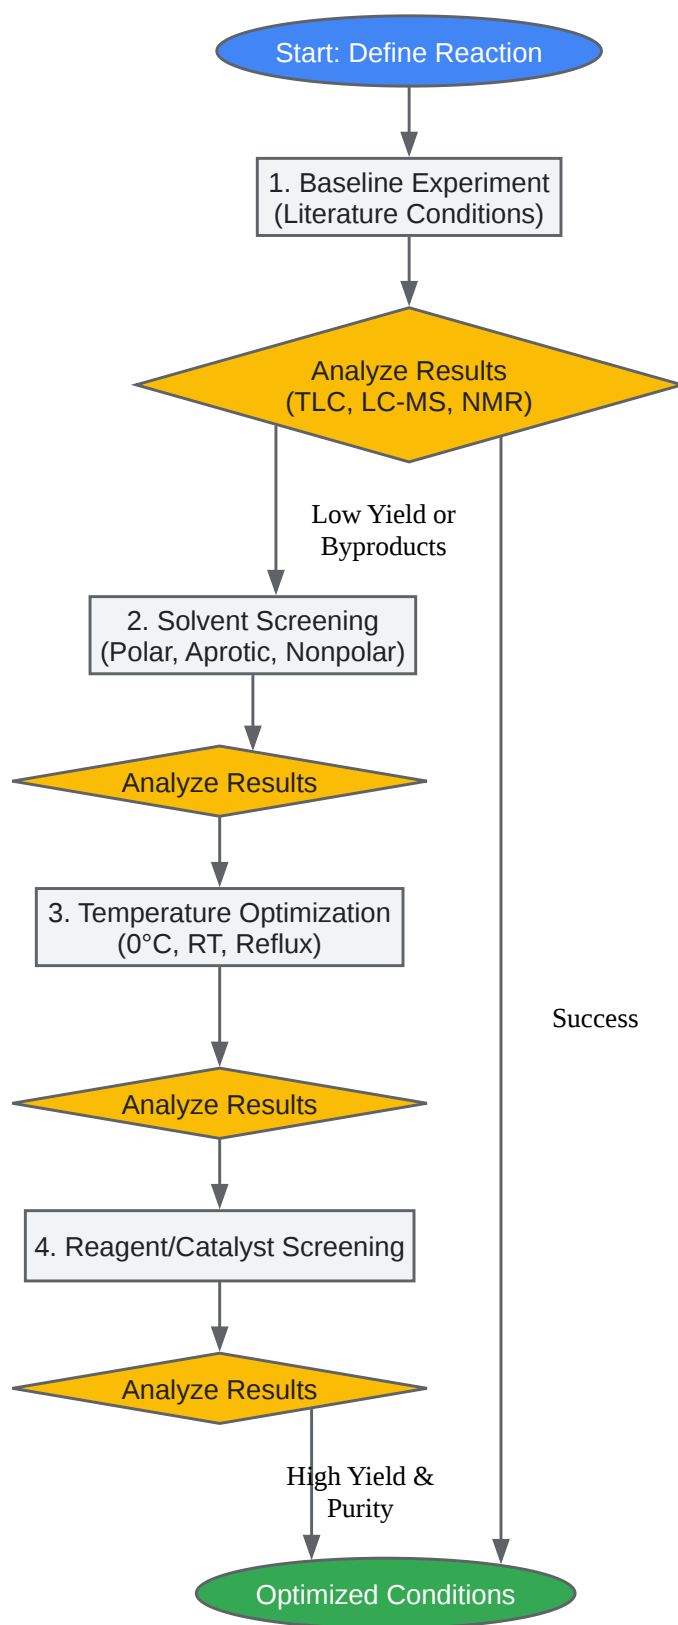 Start: Define Reaction
1. Baseline Experiment
(Literature Conditions)
Analyze Results
(TLC, LC-MS, NMR)
Low Yield or
Byproducts
2. Solvent Screening
(Polar, Aprotic, Nonpolar)
Analyze Results
3. Temperature Optimization
(0°C, RT, Reflux)
Success
Analyze Results
4. Reagent/Catalyst Screening
Analyze Results
High Yield &
Purity
Optimized Conditions